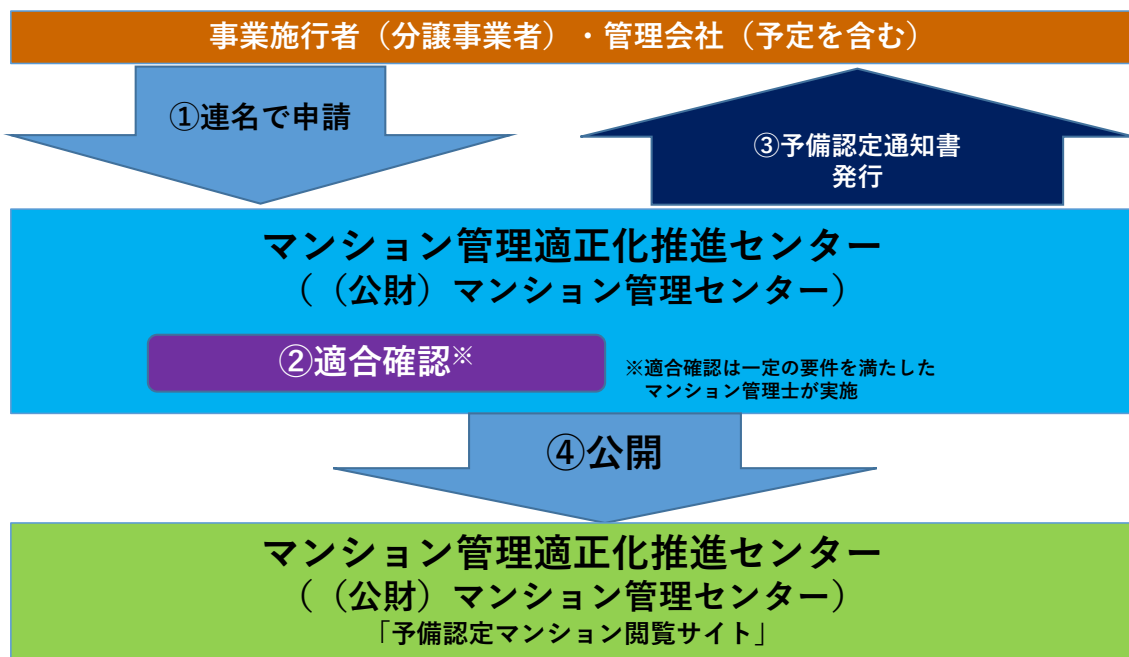 事業施行者（分譲事業者）・管理会社（予定を含む）
①連名で申請
③予備認定通知書
発行
マンション管理適正化推進センター
（（公財）マンション管理センター）
②適合確認※
※適合確認は一定の要件を満たした
マンション管理士が実施
④公開
マンション管理適正化推進センター
（（公財）マンション管理センター）
「予備認定マンション閲覧サイト」